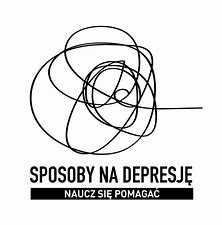 SPOSOBY NA DEPRESJĘ
NAUCZ SIĘ POMAGAĆ